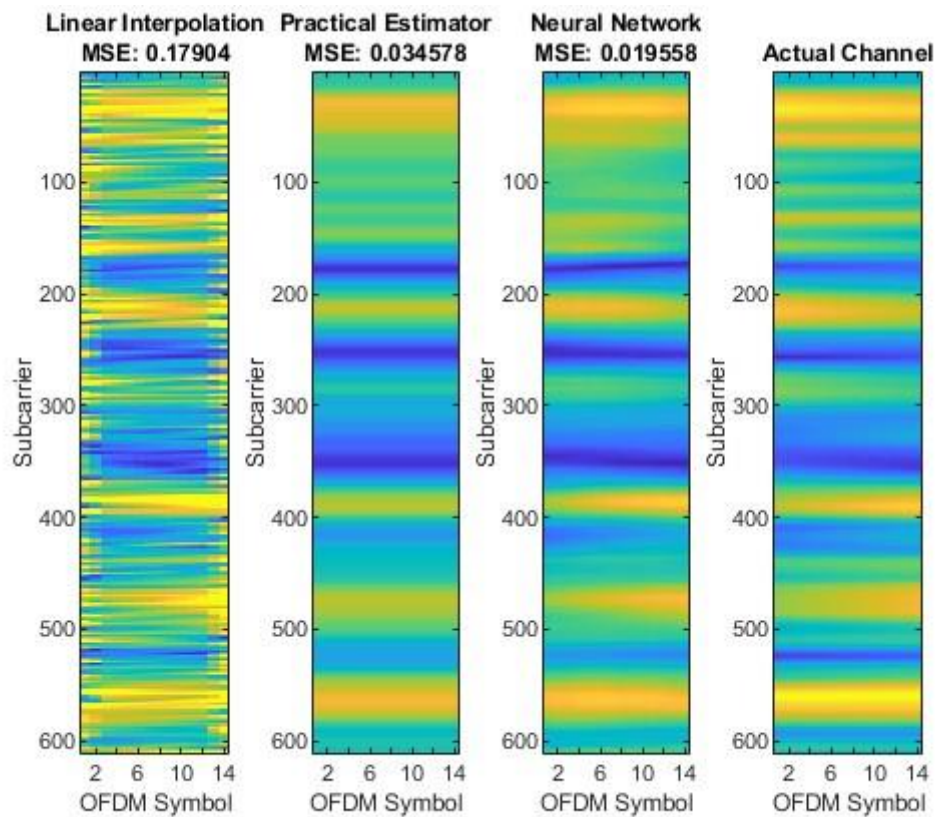 Linear Interpolation
MSE: 0.17904
Practical Estimator
MSE: 0.034578
Neural Network
MSE: 0.019558
Actual Channel
Subcarrier
100
200
300
400
500
600
2 6 10 14
OFDM Symbol
Subcarrier
100
200
300
400
500
600
2 6 10 14
OFDM Symbol
Subcarrier
100
200
300
400
500
600
2 6 10 14
OFDM Symbol
Subcarrier
100
200
300
400
500
600
2 6 10 14
OFDM Symbol